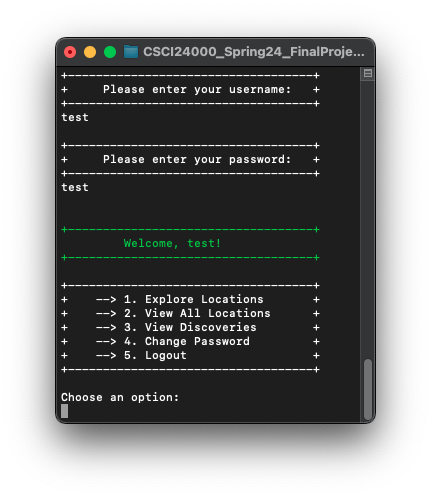 CSCI24000_Spring24_FinalProje...
+------------------------------------+
+     Please enter your username:   +
+------------------------------------+
test
+------------------------------------+
+     Please enter your password:   +
+------------------------------------+
test
+------------------------------------+
Welcome, test!
+------------------------------------+
+------------------------------------+
+    --> 1. Explore Locations       +
+    --> 2. View All Locations      +
+    --> 3. View Discoveries        +
+    --> 4. Change Password         +
+    --> 5. Logout                  +
+------------------------------------+
Choose an option: